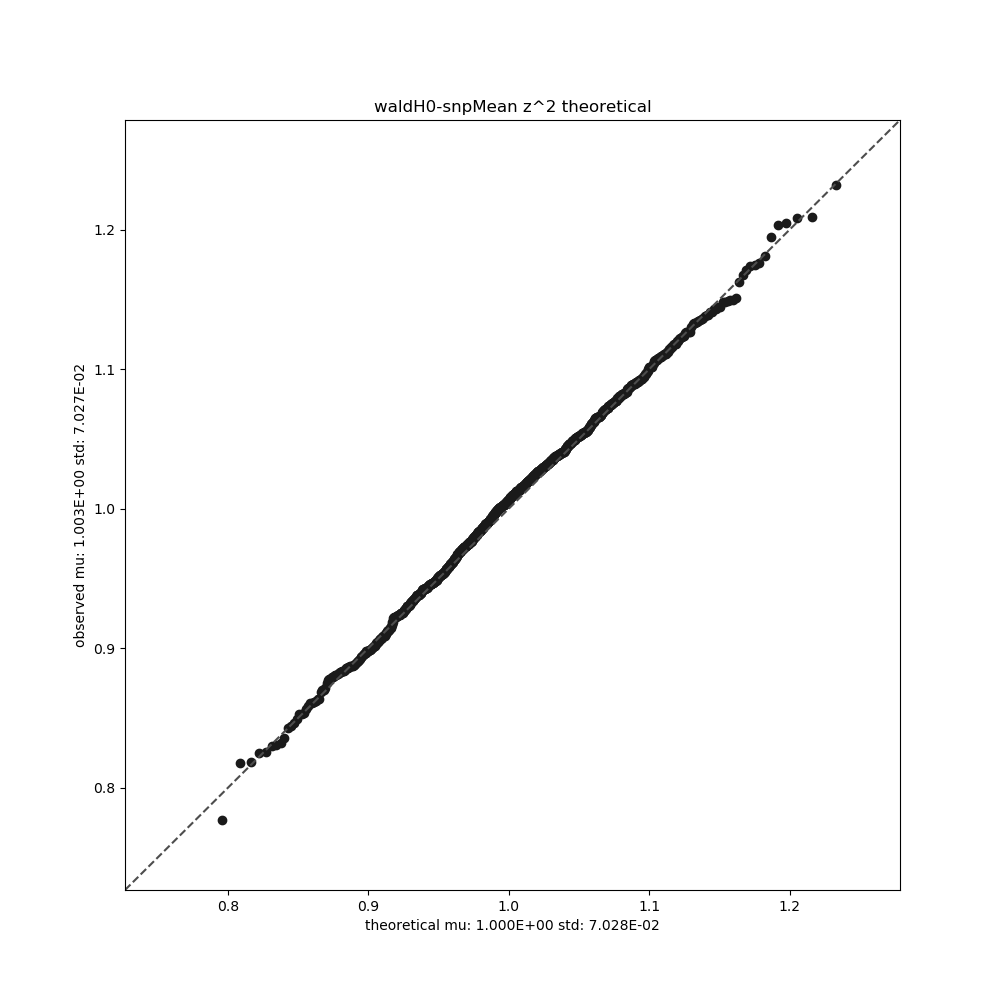 waldH0-snpMean z^2 theoretical
observed mu: 1.003E+00 std: 7.027E-02
1.2
1.1
1.0
0.9
0.8
0.8 0.9 1.0 1.1 1.2
theoretical mu: 1.000E+00 std: 7.028E-02